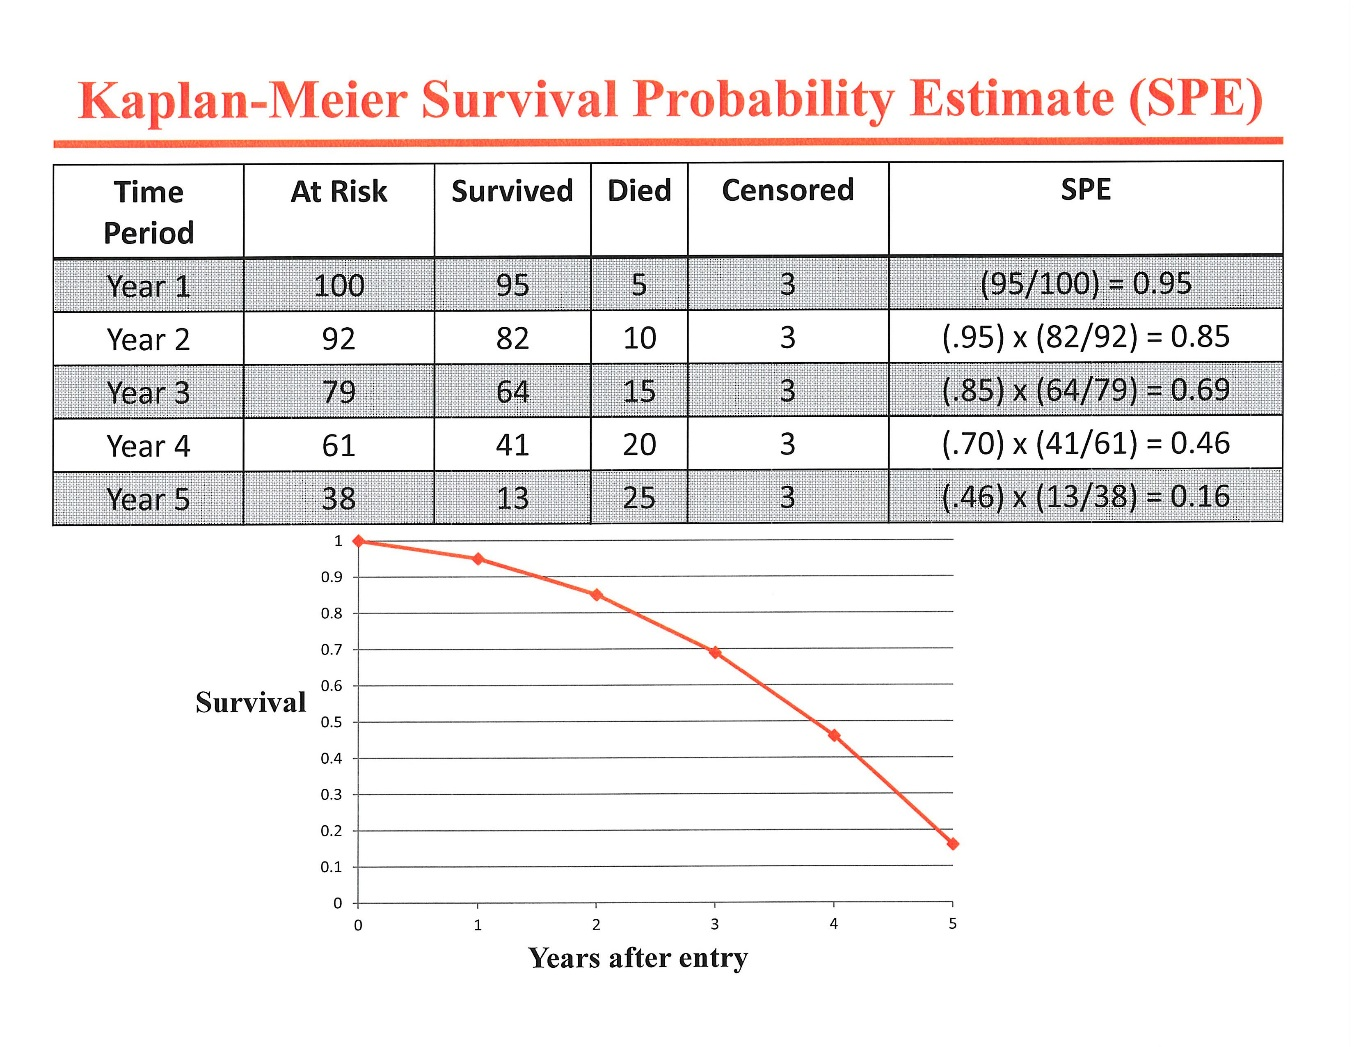 Kaplan-Meier Survival Probability Estimate (SPE)
Time Period At Risk Survived Died Censored SPE
Year 1 100 95 5 3 (95/100) = 0.95
Year 2 92 82 10 3 (.95) x (82/92) = 0.85
Year 3 79 64 15 3 (.85) x (64/79) = 0.69
Year 4 61 41 20 3 (.70) x (41/61) = 0.46
Year 5 38 13 25 3 (.46) x (13/38) = 0.16
1
0.9
0.8
0.7
0.6
Survival
0.5
0.4
0.3
0.2
0.1
0
0 1 2 3 4 5
Years after entry